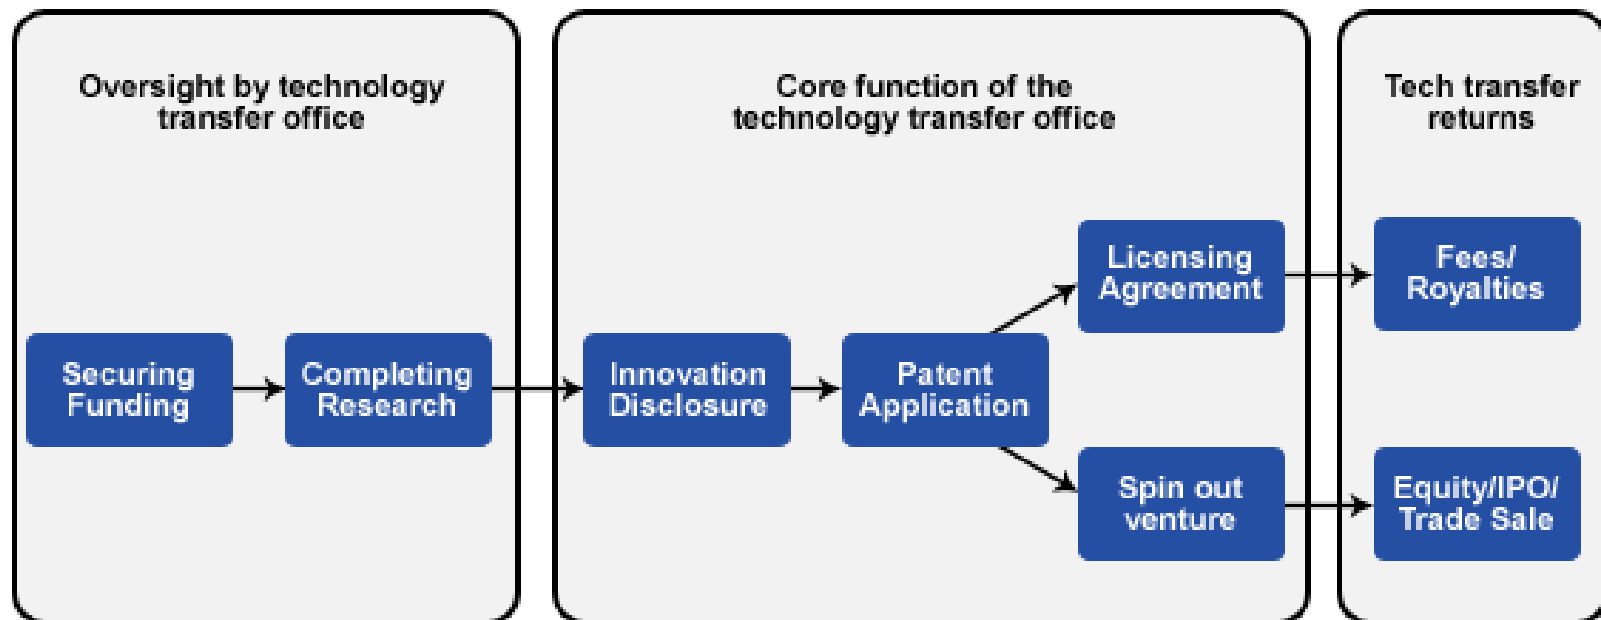 Oversight by technology
transfer office
Core function of the
technology transfer office
Tech transfer
returns
Securing
Funding
Completing
Research
Innovation
Disclosure
Patent
Application
Licensing
Agreement
Spin out
venture
Fees/
Royalties
Equity/IPO/
Trade Sale